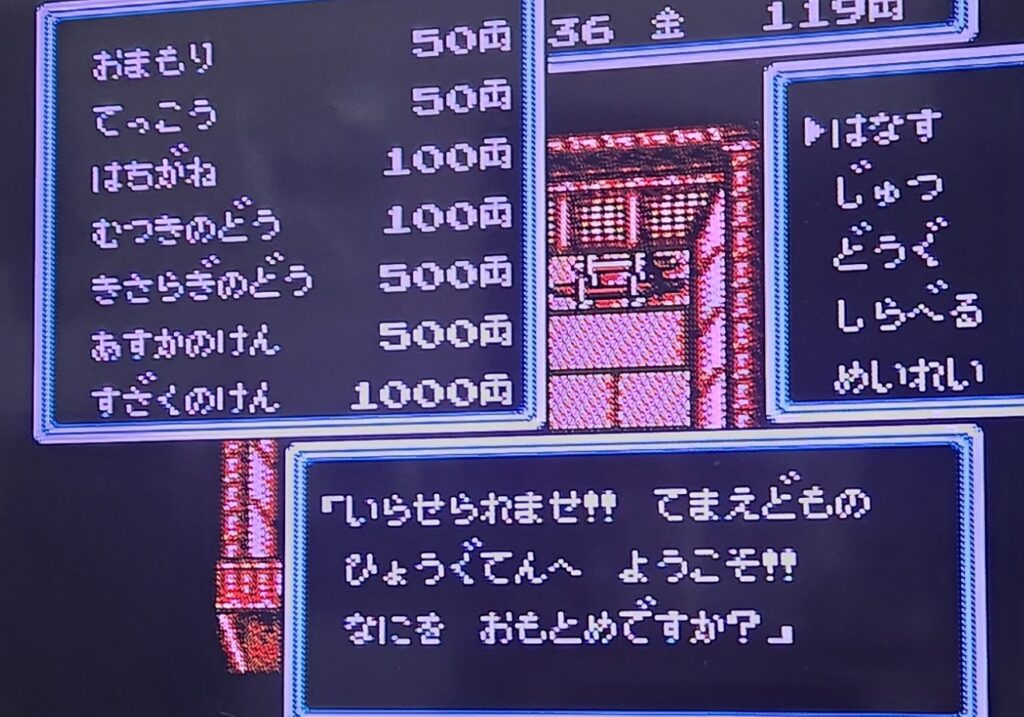 おまもり 50両
てっこう 50両
はちがね 100両
むつきのどう 100両
きさらぎのどう 500両
あすかのけん 500両
すざくのけん 1000両
36 金 119両
▶はなす
じゅつ
どうぐ
しらべる
めいれい
「いらせられませ!! てまえどもの
ひょうぐてんへ ようこそ!!
なにを おもとめですか?」